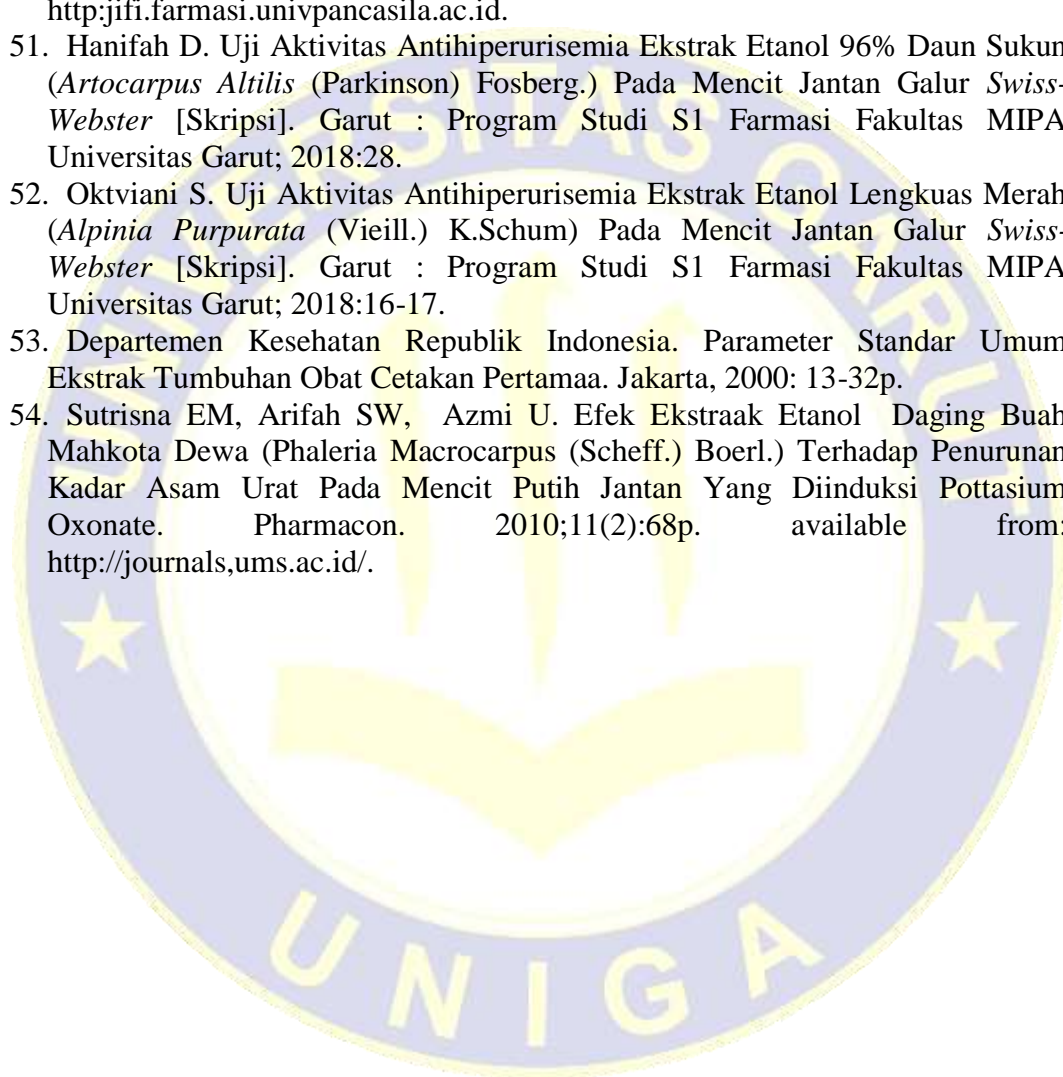 http:jifi.farmasi.univpancasila.ac.id.
51. Hanifah D. Uji Aktivitas Antihiperurisemia Ekstrak Etanol 96% Daun Sukun
(Artocarpus Altilis (Parkinson) Fosberg.) Pada Mencit Jantan Galur Swiss-
Webster [Skripsi]. Garut : Program Studi S1 Farmasi Fakultas MIPA
Universitas Garut; 2018:28.
52. Oktviani S. Uji Aktivitas Antihiperurisemia Ekstrak Etanol Lengkuas Merah
(Alpinia Purpurata (Vieill.) K.Schum) Pada Mencit Jantan Galur Swiss-
Webster [Skripsi]. Garut : Program Studi S1 Farmasi Fakultas MIPA
Universitas Garut; 2018:16-17.
53. Departemen Kesehatan Republik Indonesia. Parameter Standar Umum
Ekstrak Tumbuhan Obat Cetakan Pertamaa. Jakarta, 2000: 13-32p.
54. Sutrisna EM, Arifah SW, Azmi U. Efek Ekstraak Etanol Daging Buah
Mahkota Dewa (Phaleria Macrocarpus (Scheff.) Boerl.) Terhadap Penurunan
Kadar Asam Urat Pada Mencit Putih Jantan Yang Diinduksi Pottasium
Oxonate. Pharmacon. 2010;11(2):68p. available from:
http://journals,ums.ac.id/.
UNIVERSITAS GARUT
UNIGA